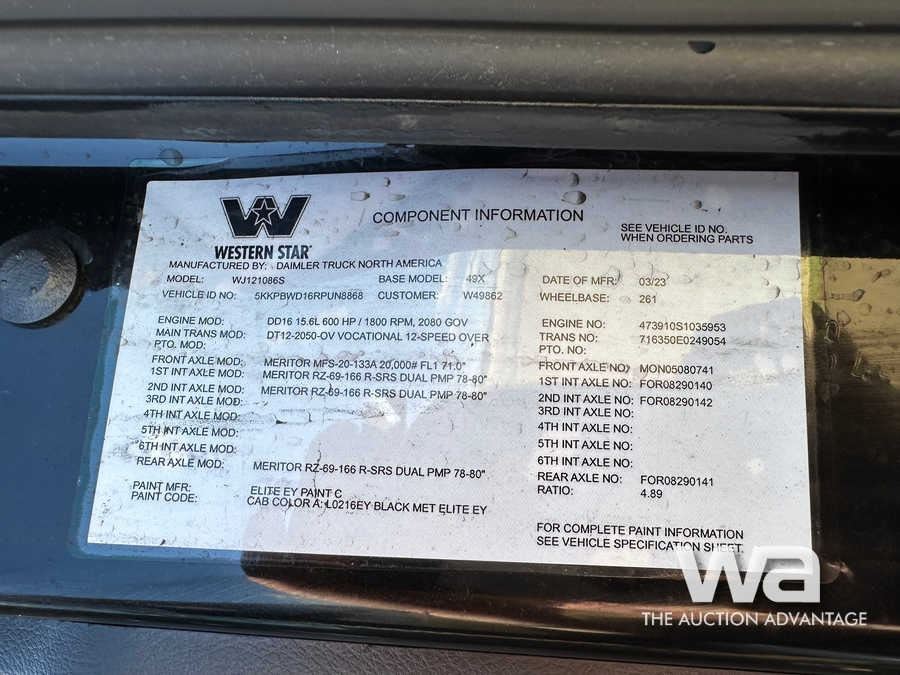 WESTERN STAR
COMPONENT INFORMATION
SEE VEHICLE ID NO.
WHEN ORDERING PARTS
MANUFACTURED BY: DAIMLER TRUCK NORTH AMERICA
MODEL: WJ121086S BASE MODEL: 49X DATE OF MFR: 03/23
VEHICLE ID NO: 5KKPBWD16RPUN8868 CUSTOMER: W49862 WHEELBASE: 261
ENGINE MOD: DD16 15.6L 600 HP / 1800 RPM, 2080 GOV ENGINE NO: 473910S1035953
MAIN TRANS MOD: DT12-2050-OV VOCATIONAL 12-SPEED OVER TRANS NO: 716350E0249054
PTO. MOD: PTO. NO:
FRONT AXLE MOD: MERITOR MFS-20-133A 20,000# FL1 71.0" FRONT AXLE NO: MON05080741
1ST INT AXLE MOD: MERITOR RZ-69-166 R-SRS DUAL PMP 78-80" 1ST INT AXLE NO: FOR08290140
2ND INT AXLE MOD: MERITOR RZ-69-166 R-SRS DUAL PMP 78-80" 2ND INT AXLE NO: FOR08290142
3RD INT AXLE MOD: 3RD INT AXLE NO:
4TH INT AXLE MOD: 4TH INT AXLE NO:
5TH INT AXLE MOD: 5TH INT AXLE NO:
6TH INT AXLE MOD: 6TH INT AXLE NO:
REAR AXLE MOD: MERITOR RZ-69-166 R-SRS DUAL PMP 78-80" REAR AXLE NO: FOR08290141
RATIO: 4.89
PAINT MFR: ELITE EY PAINT C
PAINT CODE: CAB COLOR A: L0216EY BLACK MET ELITE EY
FOR COMPLETE PAINT INFORMATION
SEE VEHICLE SPECIFICATION SHEET.
wa
THE AUCTION ADVANTAGE